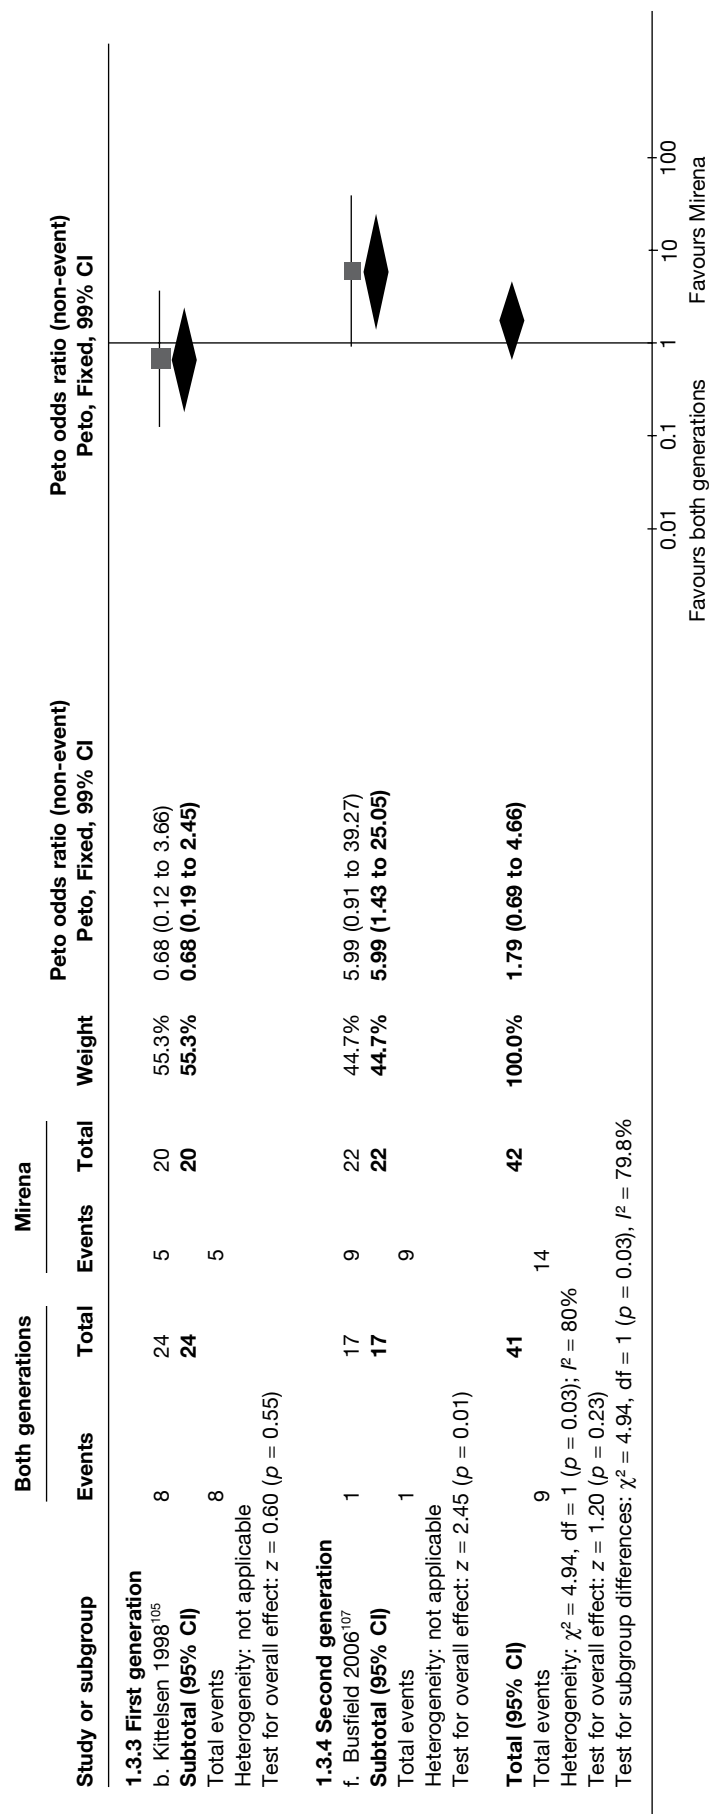 Both generations Mirena Peto odds ratio (non-event) Peto odds ratio (non-event)
Study or subgroup Events Total Events Total Weight Peto, Fixed, 99% CI Peto, Fixed, 99% CI
1.3.3 First generation
b. Kittelsen 1998¹⁰⁵ 8 24 5 20 55.3% 0.68 (0.12 to 3.66)
Subtotal (95% CI) 24 20 55.3% 0.68 (0.19 to 2.45)
Total events 8 5
Heterogeneity: not applicable
Test for overall effect: z = 0.60 (p = 0.55)
1.3.4 Second generation
f. Busfield 2006¹⁰⁷ 1 17 9 22 44.7% 5.99 (0.91 to 39.27)
Subtotal (95% CI) 17 22 44.7% 5.99 (1.43 to 25.05)
Total events 1 9
Heterogeneity: not applicable
Test for overall effect: z = 2.45 (p = 0.01)
Total (95% CI) 41 42 100.0% 1.79 (0.69 to 4.66)
Total events 9 14
Heterogeneity: χ² = 4.94, df = 1 (p = 0.03); I² = 80%
Test for overall effect: z = 1.20 (p = 0.23)
Test for subgroup differences: χ² = 4.94, df = 1 (p = 0.03), I² = 79.8%
0.01 0.1 1 10 100
Favours both generations Favours Mirena